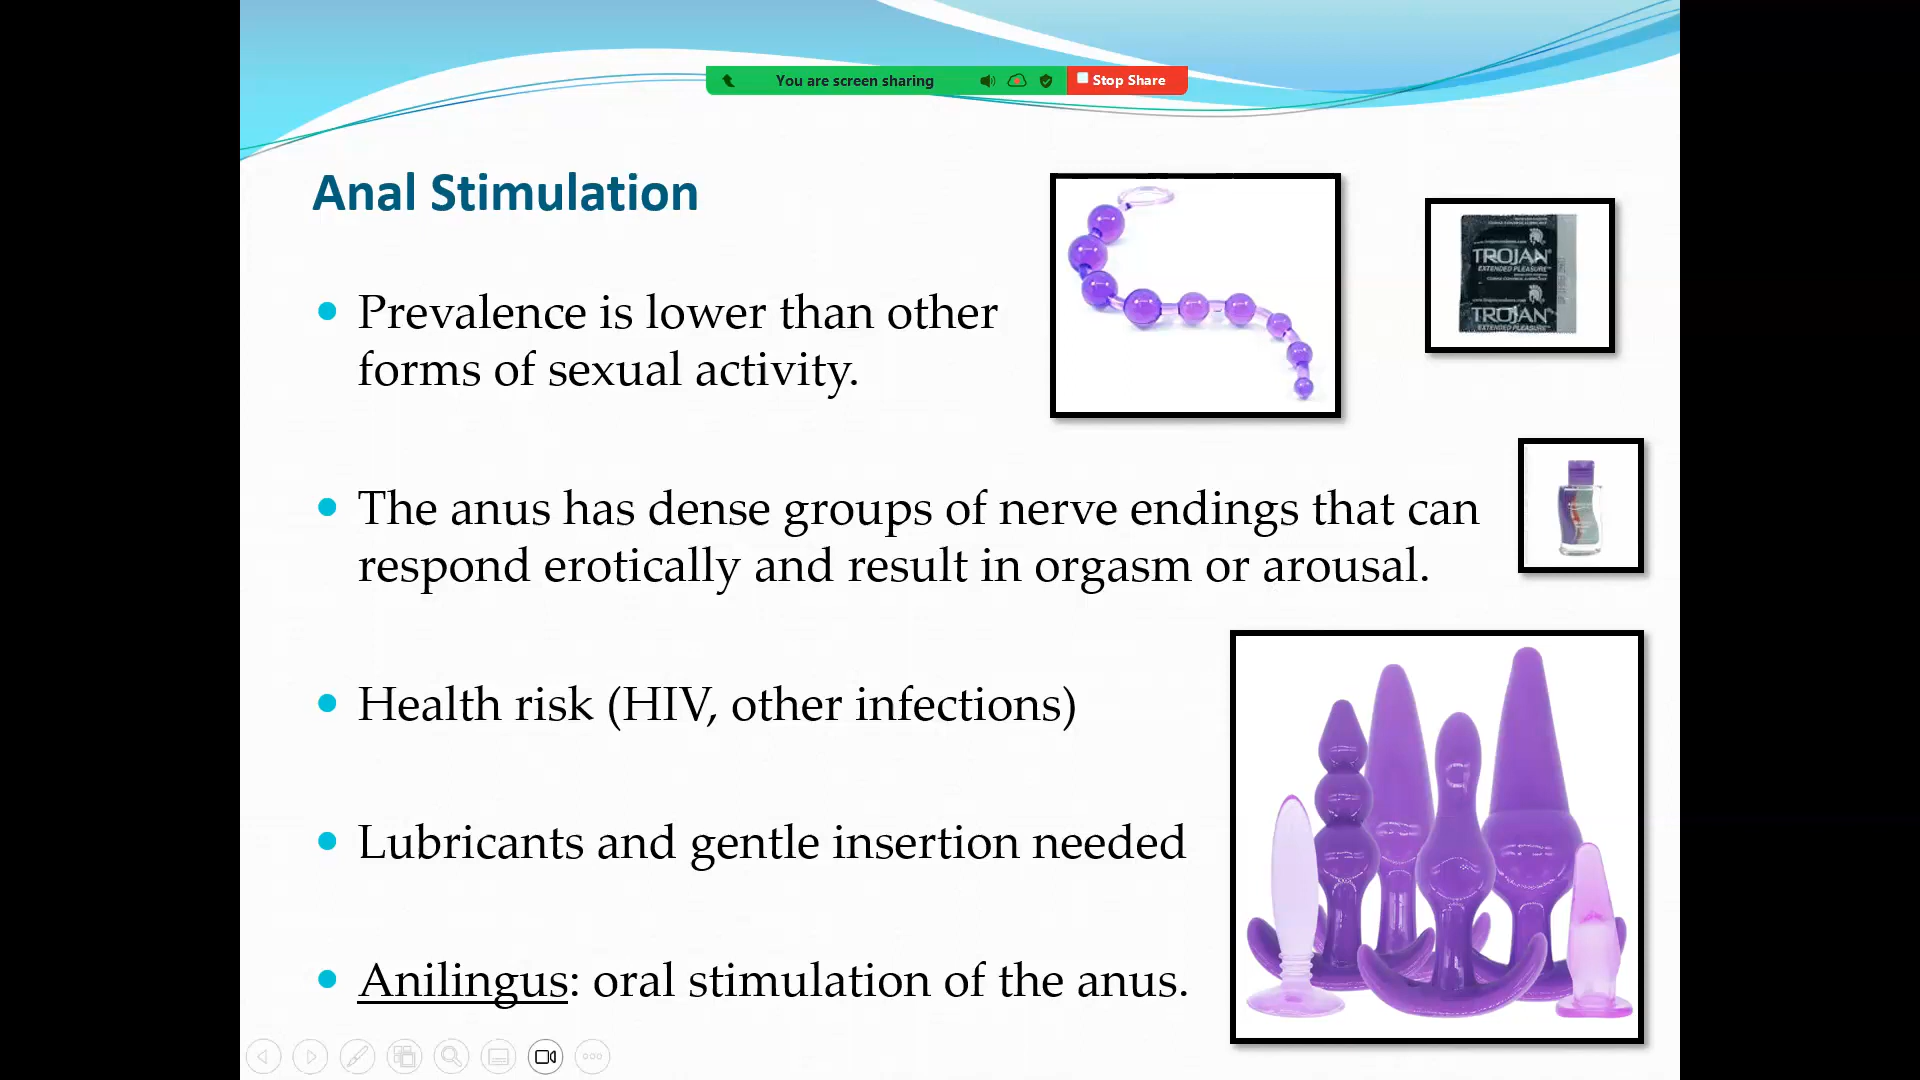 You are screen sharing
Stop Share
Anal Stimulation
Prevalence is lower than other
forms of sexual activity.
The anus has dense groups of nerve endings that can
respond erotically and result in orgasm or arousal.
Health risk (HIV, other infections)
Lubricants and gentle insertion needed
Anilingus: oral stimulation of the anus.
TROJAN
EXTENDED PLEASURE
TROJAN
EXTENDED PLEASURE